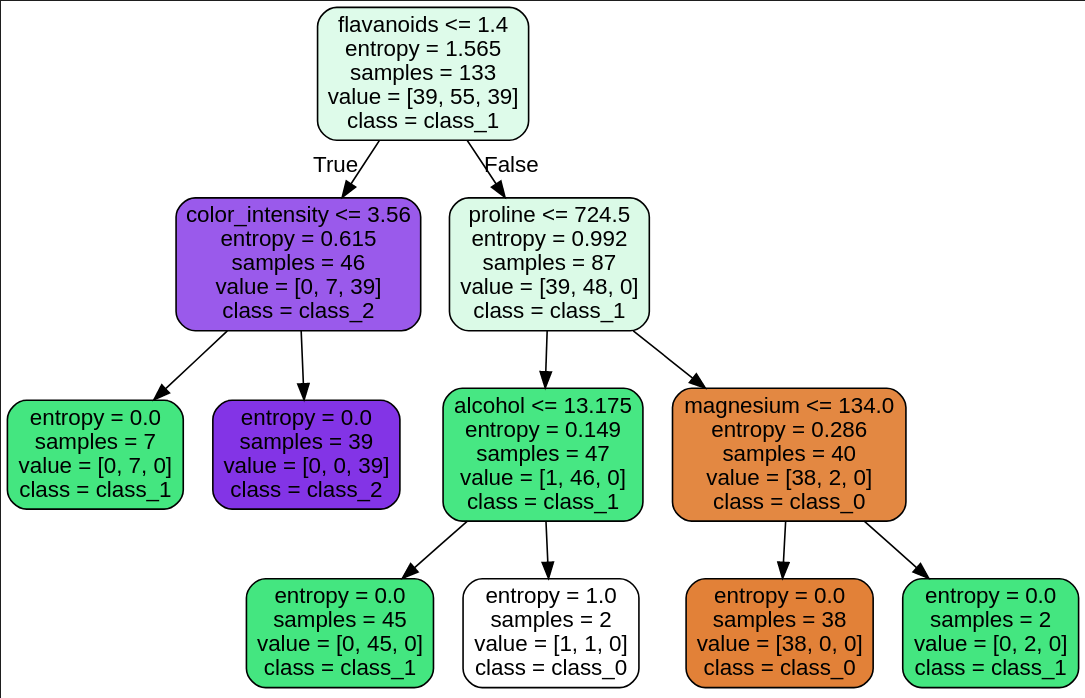 flavanoids <= 1.4
entropy = 1.565
samples = 133
value = [39, 55, 39]
class = class_1
True
False
color_intensity <= 3.56
entropy = 0.615
samples = 46
value = [0, 7, 39]
class = class_2
proline <= 724.5
entropy = 0.992
samples = 87
value = [39, 48, 0]
class = class_1
entropy = 0.0
samples = 7
value = [0, 7, 0]
class = class_1
entropy = 0.0
samples = 39
value = [0, 0, 39]
class = class_2
alcohol <= 13.175
entropy = 0.149
samples = 47
value = [1, 46, 0]
class = class_1
magnesium <= 134.0
entropy = 0.286
samples = 40
value = [38, 2, 0]
class = class_0
entropy = 0.0
samples = 45
value = [0, 45, 0]
class = class_1
entropy = 1.0
samples = 2
value = [1, 1, 0]
class = class_0
entropy = 0.0
samples = 38
value = [38, 0, 0]
class = class_0
entropy = 0.0
samples = 2
value = [0, 2, 0]
class = class_1